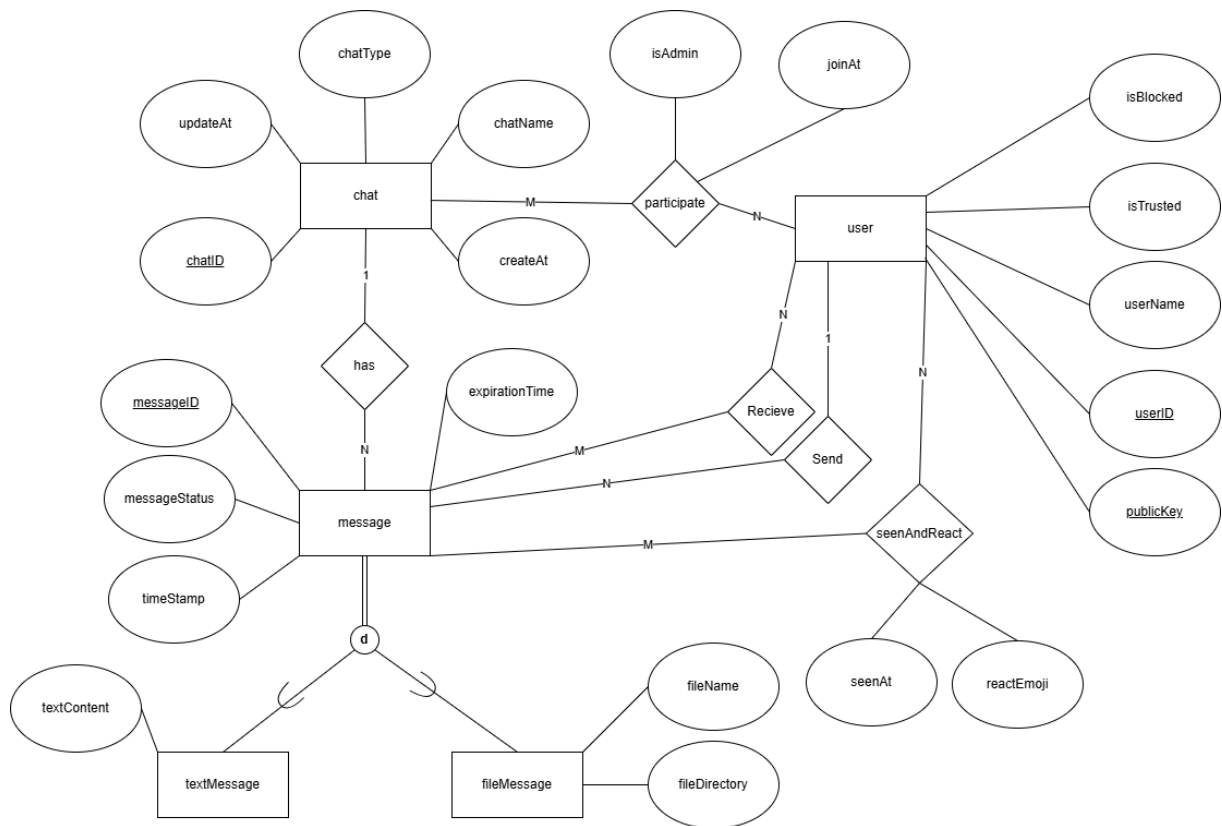 chatType
isAdmin
joinAt
isBlocked
updateAt
chatName
chat
M
participate
N
user
isTrusted
chatID
createAt
userName
1
N
1
N
has
messageID
expirationTime
Recieve
userID
M
N
Send
N
messageStatus
message
M
seenAndReact
publicKey
timeStamp
d
fileName
seenAt
reactEmoji
textContent
textMessage
fileMessage
fileDirectory